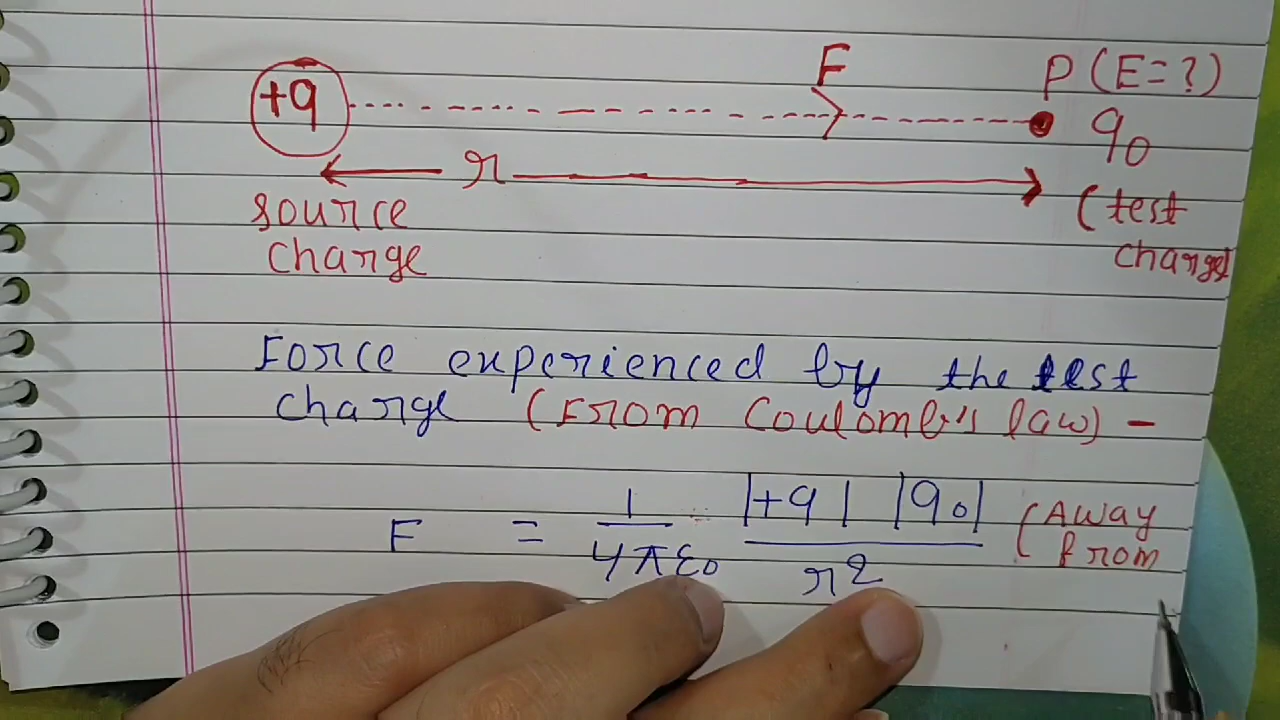 F
P (E=?)
+q
q₀
r
source
charge
(test
charge)
Force experienced by the test
charge (From Coulomb's law) -
F = 1/4πε₀ |+q| |q₀|/r² (Away
from